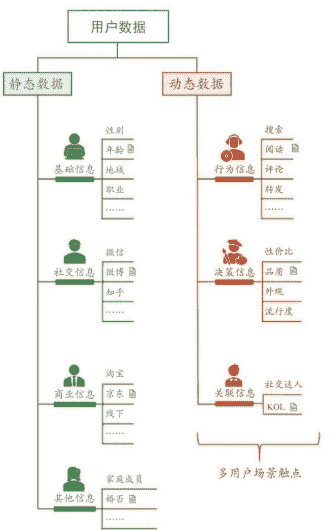 用户数据
静态数据
动态数据
性别
年龄
基础信息
地域
职业
……
搜索
阅读
行为信息
评论
转发
……
微信
微博
社交信息
知乎
……
性价比
品质
决策信息
外观
流行度
淘宝
京东
商业信息
线下
……
社交达人
关联信息
KOL
多用户场景触点
家庭成员
婚否
其他信息
……